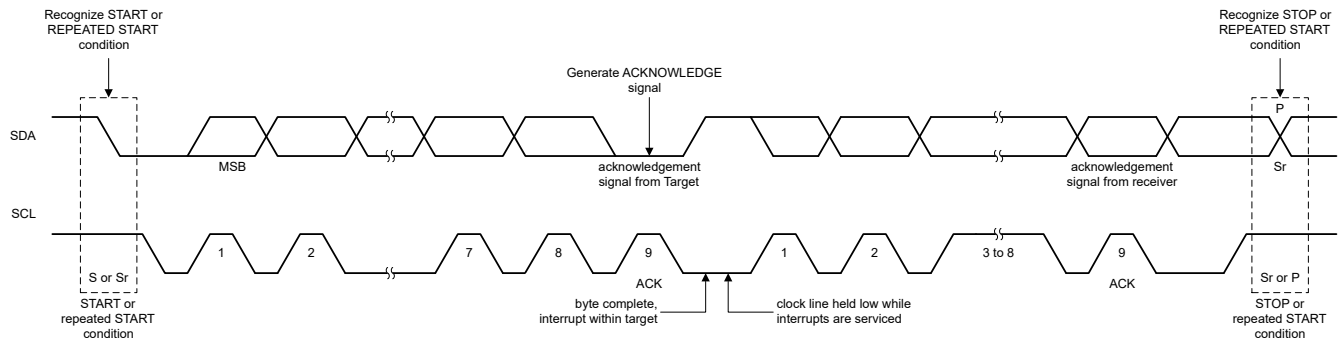 Recognize START or
REPEATED START
condition
Recognize STOP or
REPEATED START
condition
Generate ACKNOWLEDGE
signal
P
SDA
MSB
acknowledgement
signal from Target
acknowledgement
signal from receiver
Sr
SCL
1
2
7
8
9
1
2
3 to 8
9
S or Sr
ACK
ACK
Sr or P
START or
repeated START
condition
byte complete,
interrupt within target
clock line held low while
interrupts are serviced
STOP or
repeated START
condition